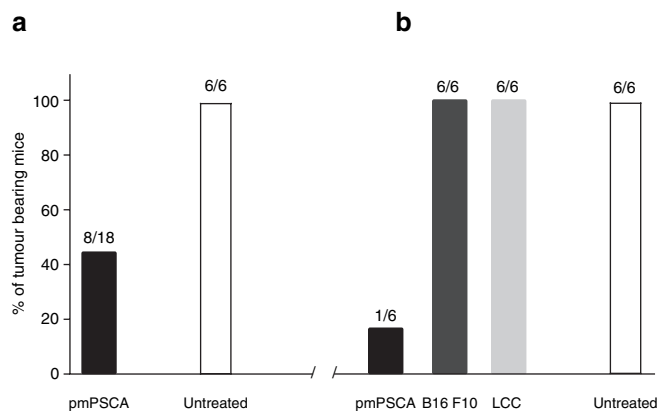 a
b
6/6
6/6
6/6
6/6
100
80
8/18
60
40
1/6
20
0
% of tumour bearing mice
pmPSCA
Untreated
pmPSCA
B16 F10
LCC
Untreated